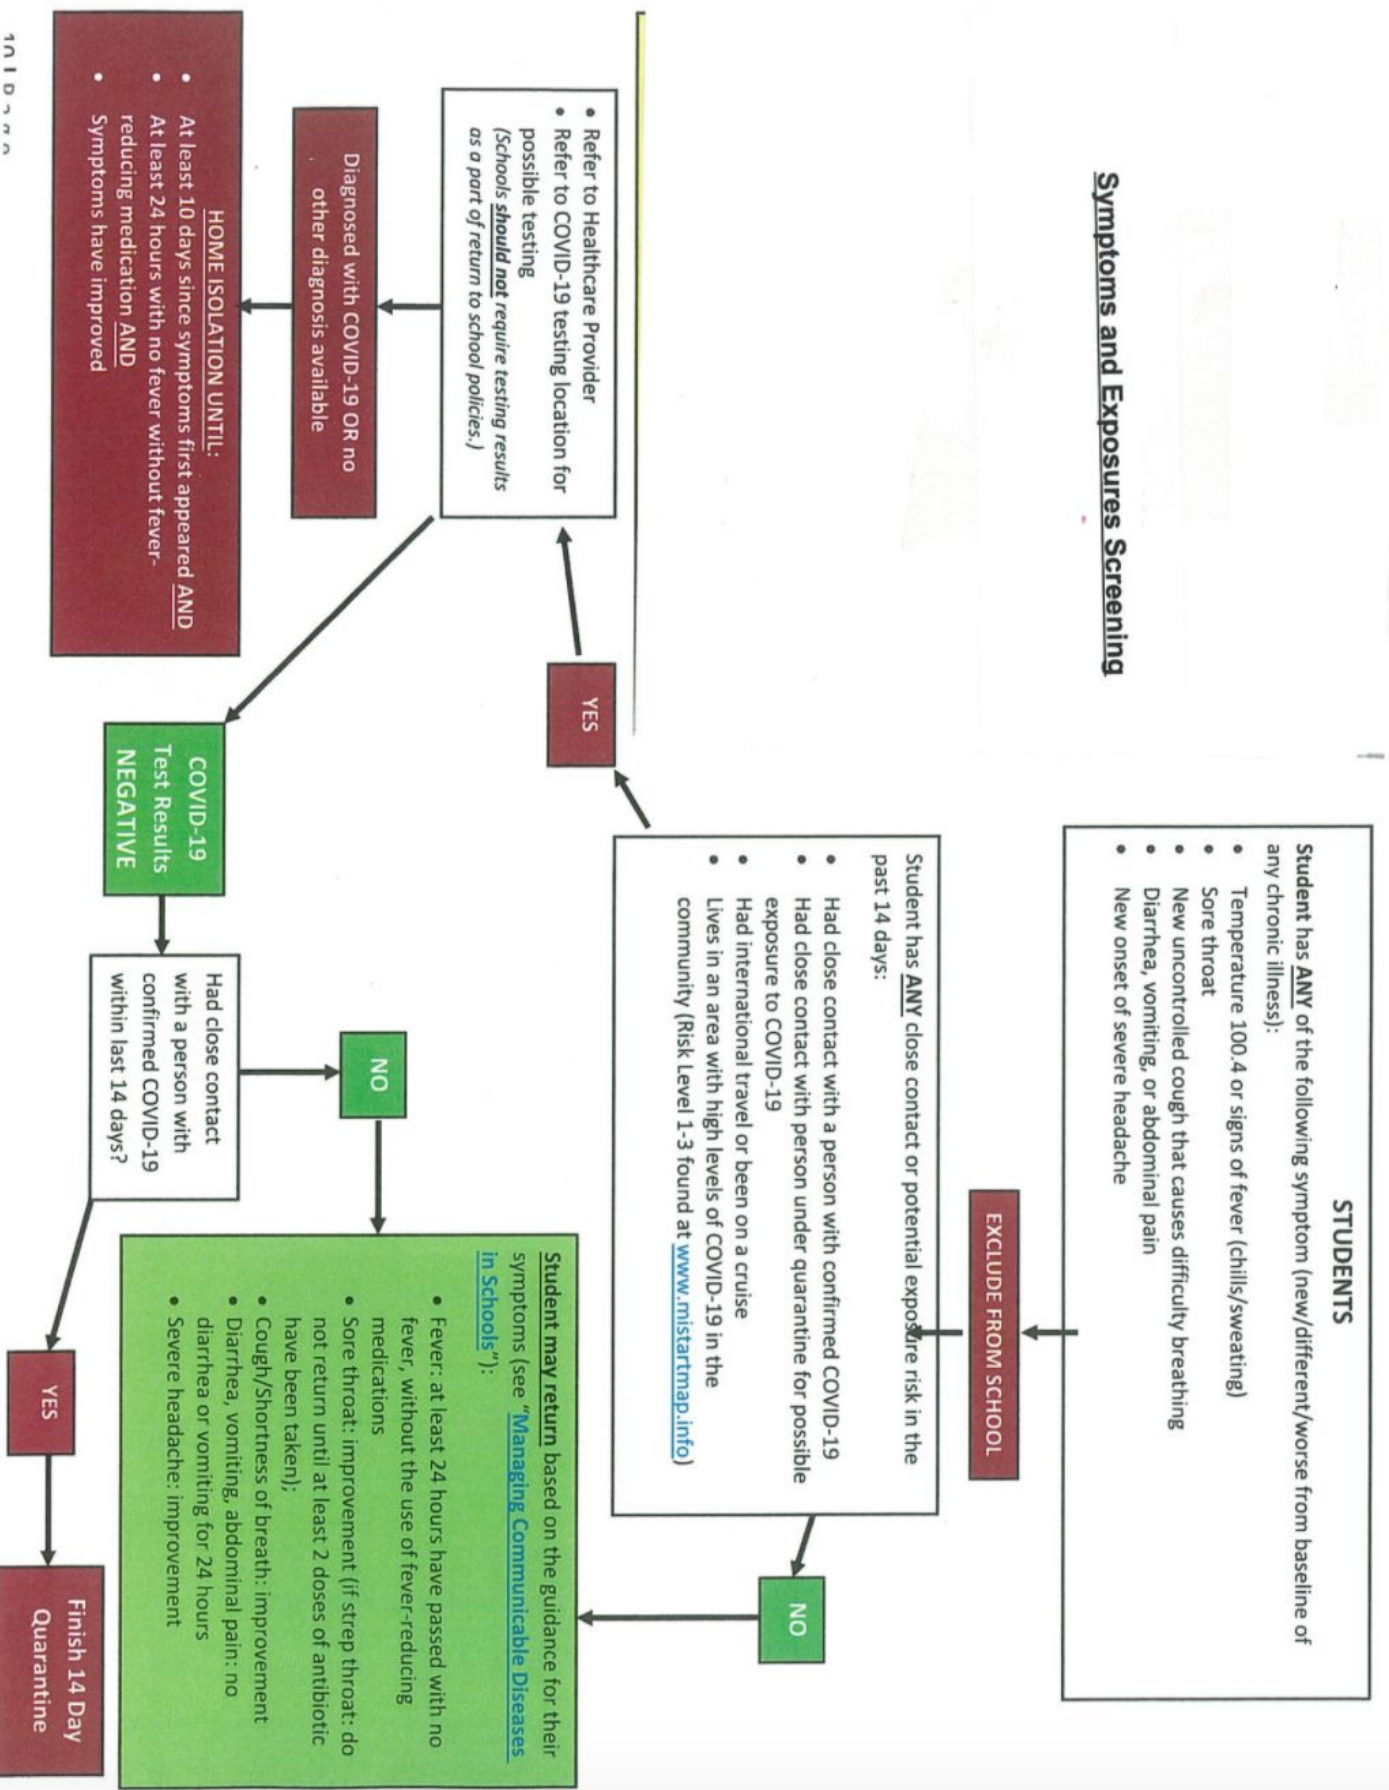 Symptoms and Exposures Screening
STUDENTS
Student has ANY of the following symptom (new/different/worse from baseline of
any chronic illness):
• Temperature 100.4 or signs of fever (chills/sweating)
• Sore throat
• New uncontrolled cough that causes difficulty breathing
• Diarrhea, vomiting, or abdominal pain
• New onset of severe headache
EXCLUDE FROM SCHOOL
Student has ANY close contact or potential exposure risk in the
past 14 days:
• Had close contact with a person with confirmed COVID-19
• Had close contact with person under quarantine for possible
exposure to COVID-19
• Had international travel or been on a cruise
• Lives in an area with high levels of COVID-19 in the
community (Risk Level 1-3 found at www.mistartmap.info)
YES
NO
• Refer to Healthcare Provider
• Refer to COVID-19 testing location for
possible testing
(Schools should not require testing results
as a part of return to school policies.)
Diagnosed with COVID-19 OR no
other diagnosis available
HOME ISOLATION UNTIL:
• At least 10 days since symptoms first appeared AND
• At least 24 hours with no fever without fever-
reducing medication AND
• Symptoms have improved
COVID-19
Test Results
NEGATIVE
Had close contact
with a person with
confirmed COVID-19
within last 14 days?
NO
Student may return based on the guidance for their
symptoms (see “Managing Communicable Diseases
in Schools”):
• Fever: at least 24 hours have passed with no
fever, without the use of fever-reducing
medications
• Sore throat: improvement (if strep throat: do
not return until at least 2 doses of antibiotic
have been taken);
• Cough/Shortness of breath: improvement
• Diarrhea, vomiting, abdominal pain: no
diarrhea or vomiting for 24 hours
• Severe headache: improvement
YES
Finish 14 Day
Quarantine